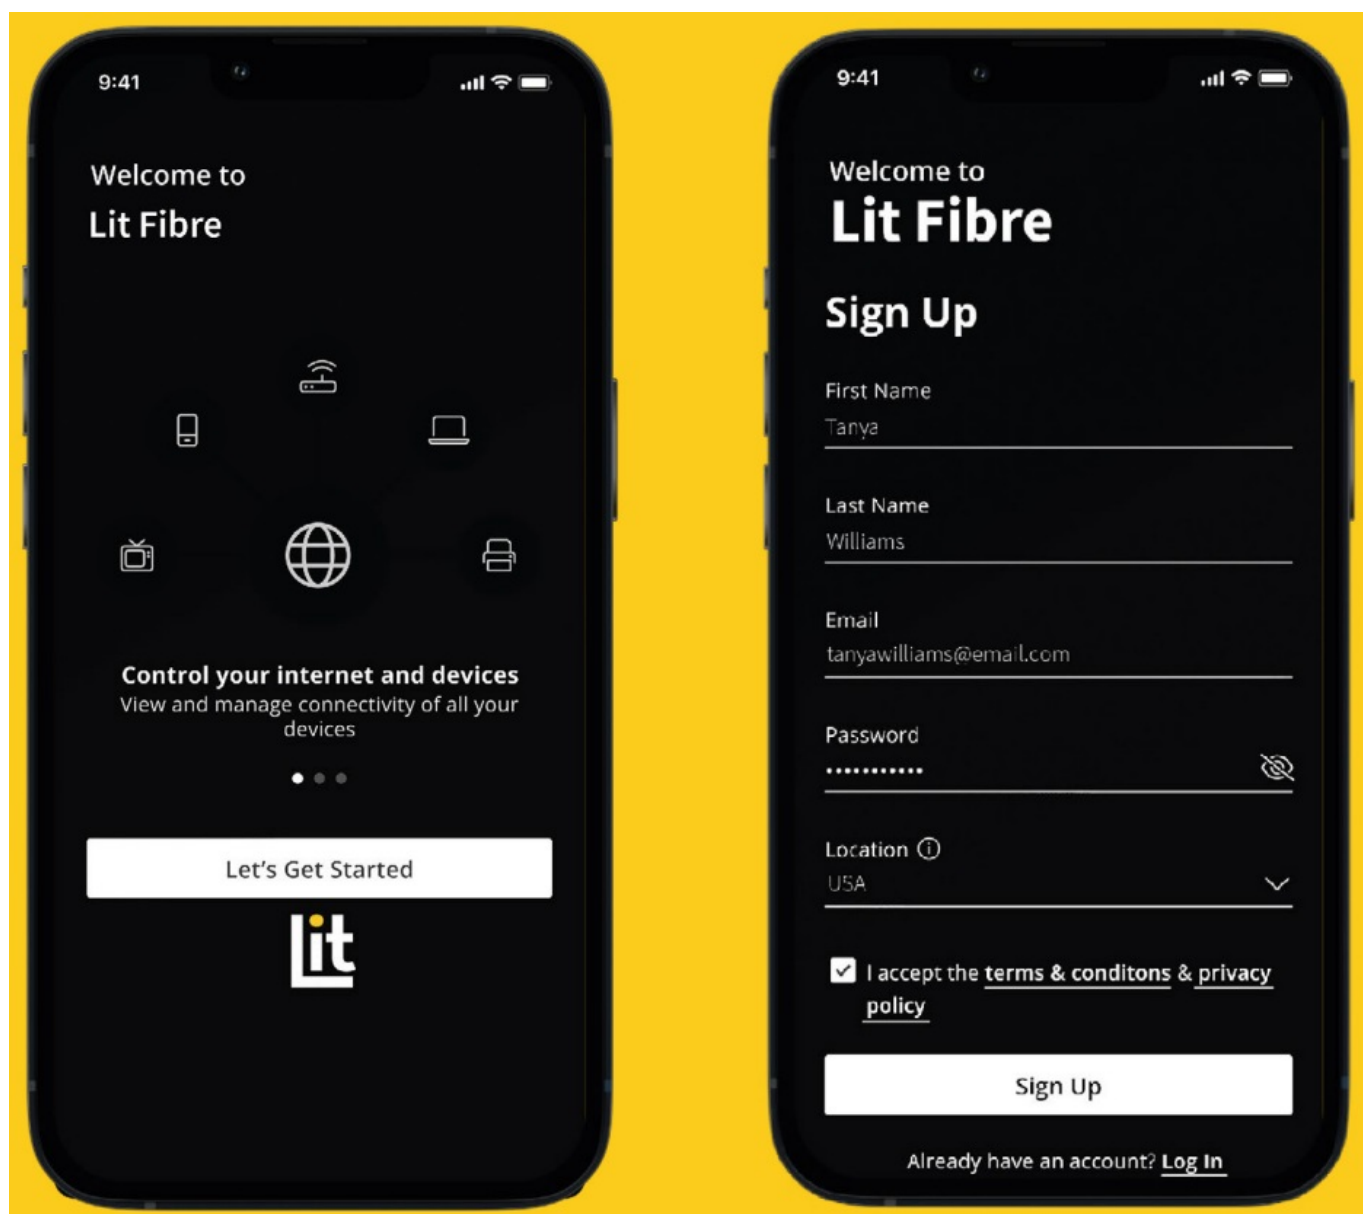 9:41
Welcome to
Lit Fibre
Control your internet and devices
View and manage connectivity of all your
devices
Let's Get Started
Lit
9:41
Welcome to
Lit Fibre
Sign Up
First Name
Tanya
Last Name
Williams
Email
tanyawilliams@email.com
Password
Location
USA
I accept the terms & conditons & privacy
policy
Sign Up
Already have an account? Log In